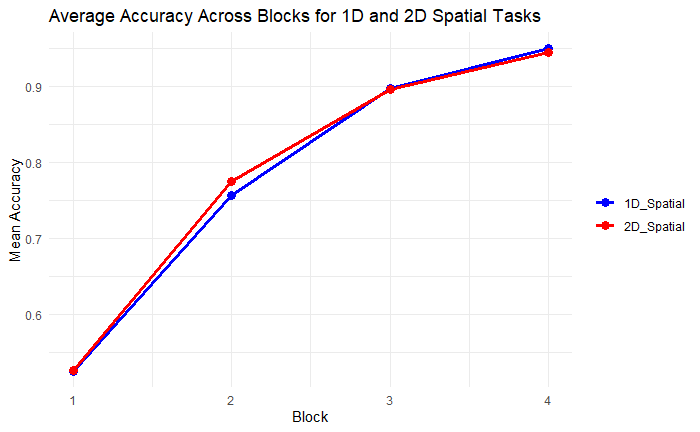 Average Accuracy Across Blocks for 1D and 2D Spatial Tasks
Mean Accuracy
0.9
0.8
0.7
0.6
1 2 3 4
Block
1D_Spatial
2D_Spatial